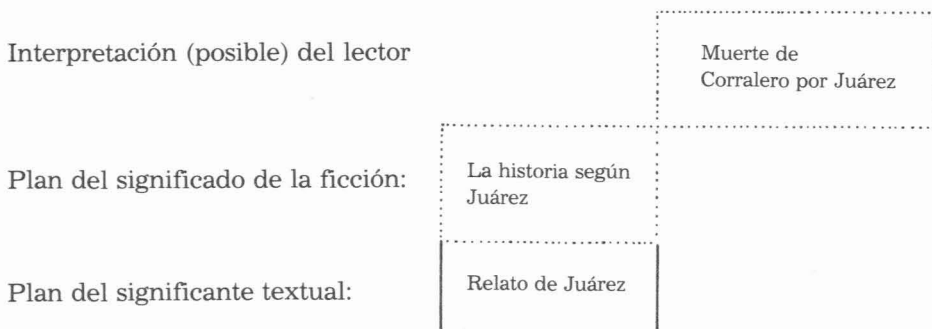 Interpretación (posible) del lector
Muerte de
Corralero por Juárez
Plan del significado de la ficción:
La historia según
Juárez
Plan del significante textual:
Relato de Juárez